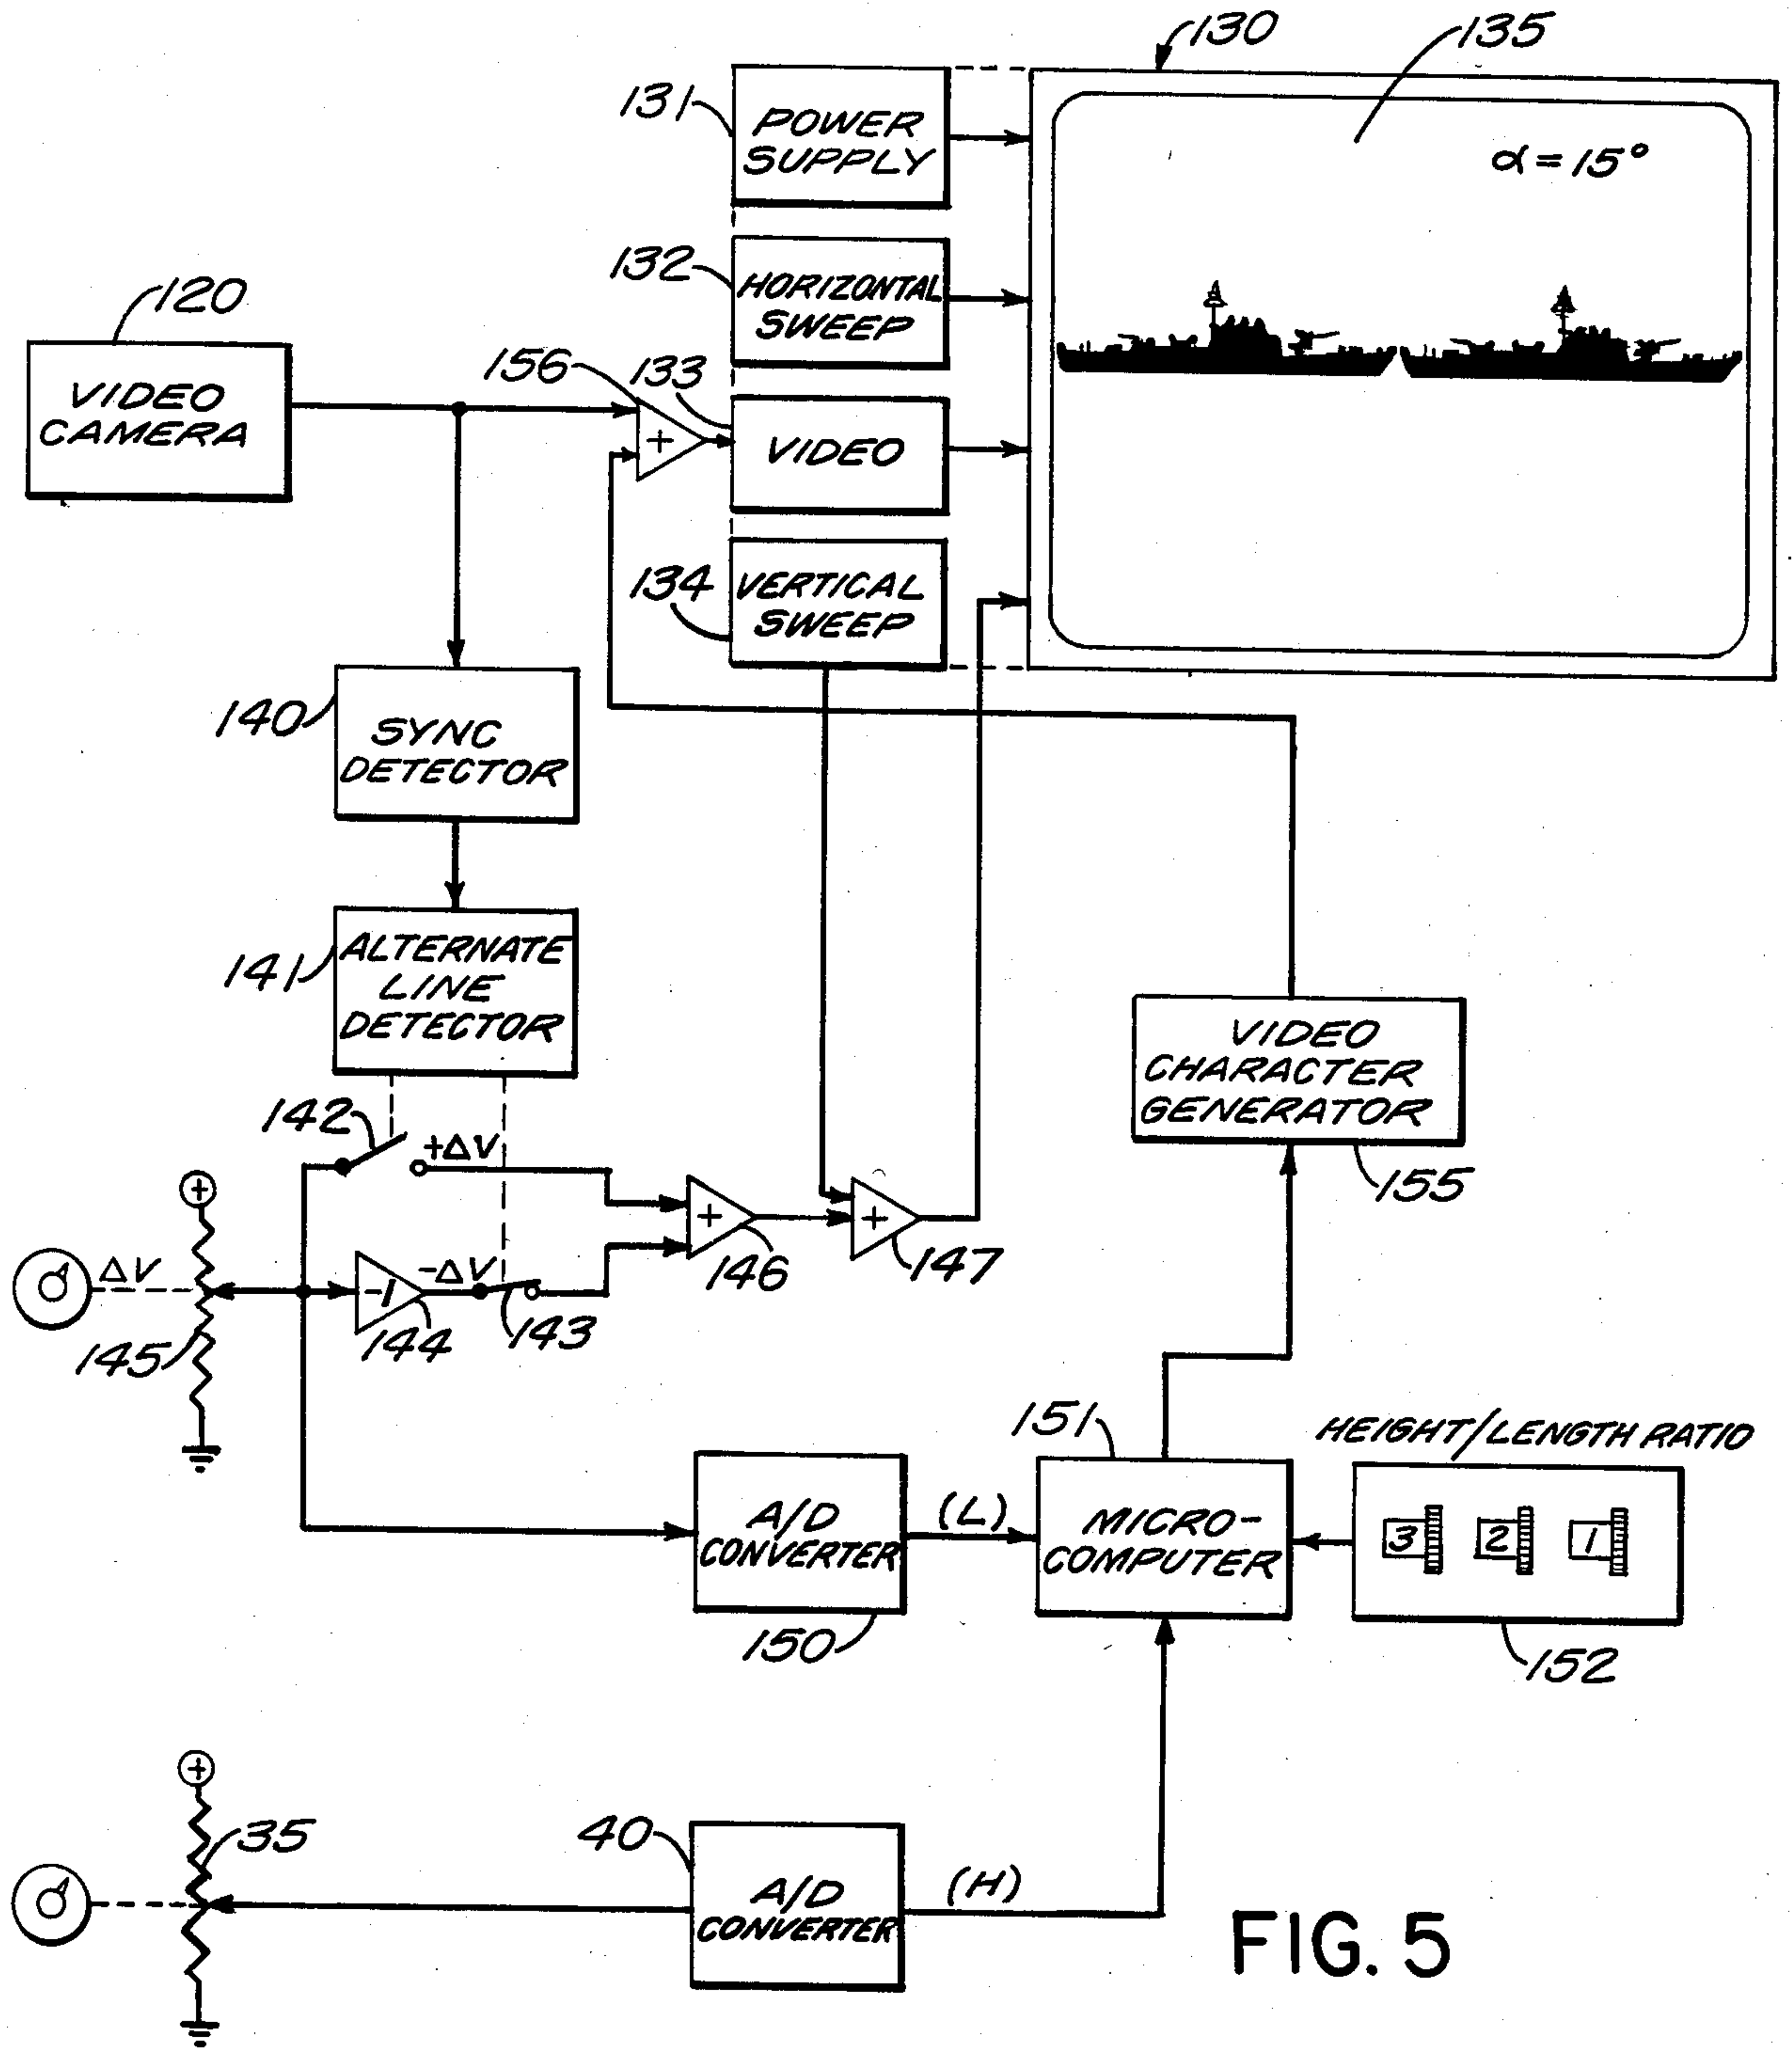 130
135
131
POWER
SUPPLY
α = 15°
132
HORIZONTAL
SWEEP
120
VIDEO
CAMERA
156
133
+
VIDEO
134
VERTICAL
SWEEP
140
SYNC
DETECTOR
141
ALTERNATE
LINE
DETECTOR
VIDEO
CHARACTER
GENERATOR
155
142
+ΔV
+
ΔV
145
-1
144
-ΔV
143
+
146
+
147
151
HEIGHT/LENGTH RATIO
A/D
CONVERTER
150
(L)
MICRO-
COMPUTER
3 2 1
152
+
35
40
A/D
CONVERTER
(H)
FIG. 5